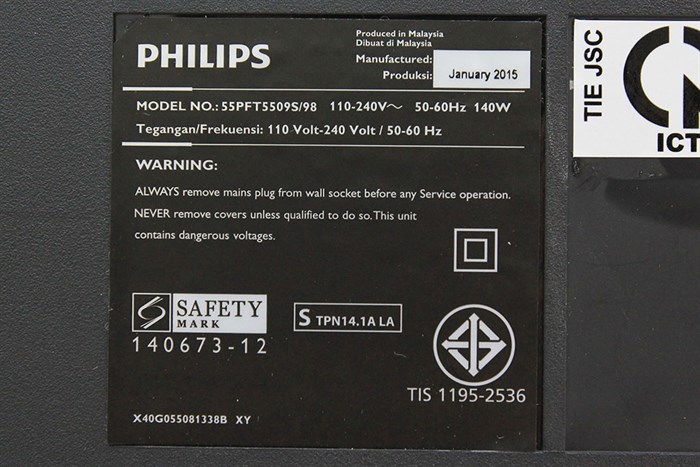 PHILIPS
Produced in Malaysia
Dibuat di Malaysia
Manufactured:
Produksi:
January 2015
MODEL NO.: 55PFT5509S/98 110-240V～ 50-60Hz 140W
Tegangan/Frekuensi: 110 Volt-240 Volt / 50-60 Hz
WARNING:
ALWAYS remove mains plug from wall socket before any Service operation.
NEVER remove covers unless qualified to do so. This unit
contains dangerous voltages.
SAFETY
MARK
140673-12
S TPN14.1A LA
TIS 1195-2536
X40G055081338B XY
TIE JSC
ICT